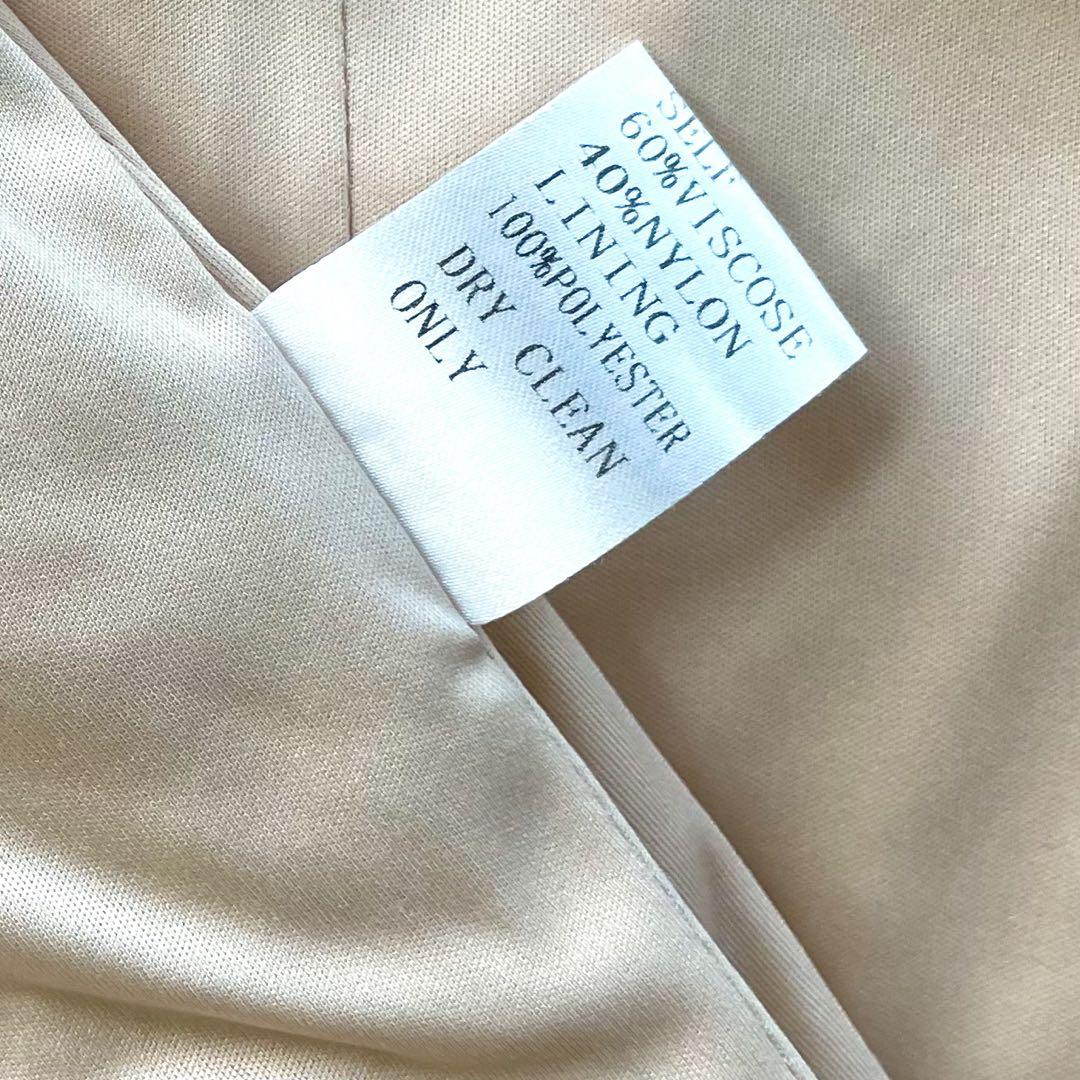 SELF
60%VISCOSE
40%NYLON
LINING
100%POLYESTER
DRY CLEAN
ONLY